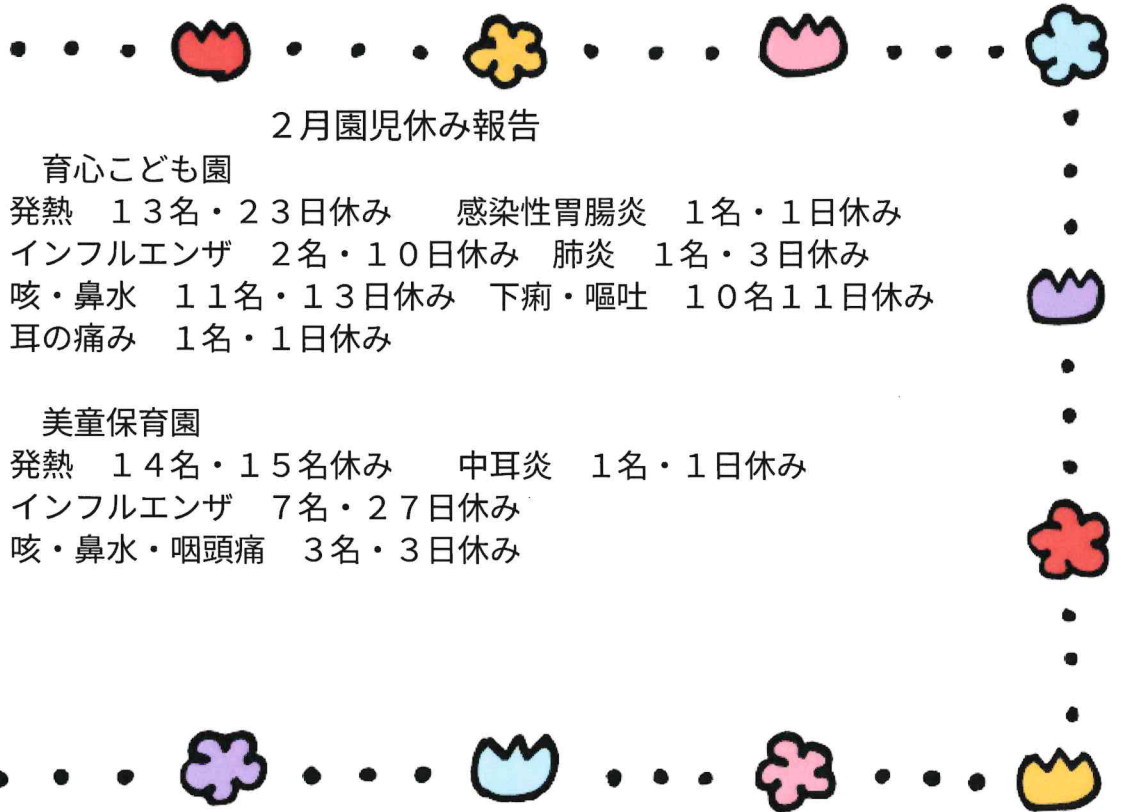 ２月園児休み報告
育心こども園
発熱　１３名・２３日休み　　感染性胃腸炎　１名・１日休み
インフルエンザ　２名・１０日休み　肺炎　１名・３日休み
咳・鼻水　１１名・１３日休み　下痢・嘔吐　１０名１１日休み
耳の痛み　１名・１日休み
美童保育園
発熱　１４名・１５名休み　　中耳炎　１名・１日休み
インフルエンザ　７名・２７日休み
咳・鼻水・咽頭痛　３名・３日休み